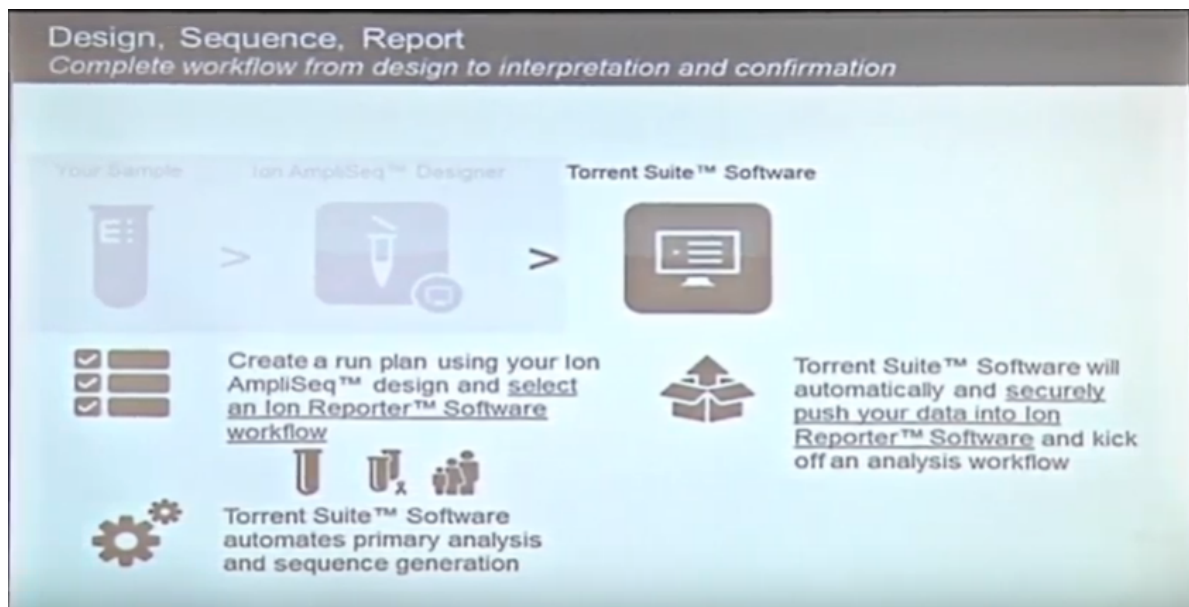 Design, Sequence, Report
Complete workflow from design to interpretation and confirmation
Your Sample
Ion AmpliSeq™ Designer
Torrent Suite™ Software
E:
>
>
Create a run plan using your Ion
AmpliSeq™ design and select
an Ion Reporter™ Software
workflow
Torrent Suite™ Software
automates primary analysis
and sequence generation
Torrent Suite™ Software will
automatically and securely
push your data into Ion
Reporter™ Software and kick
off an analysis workflow